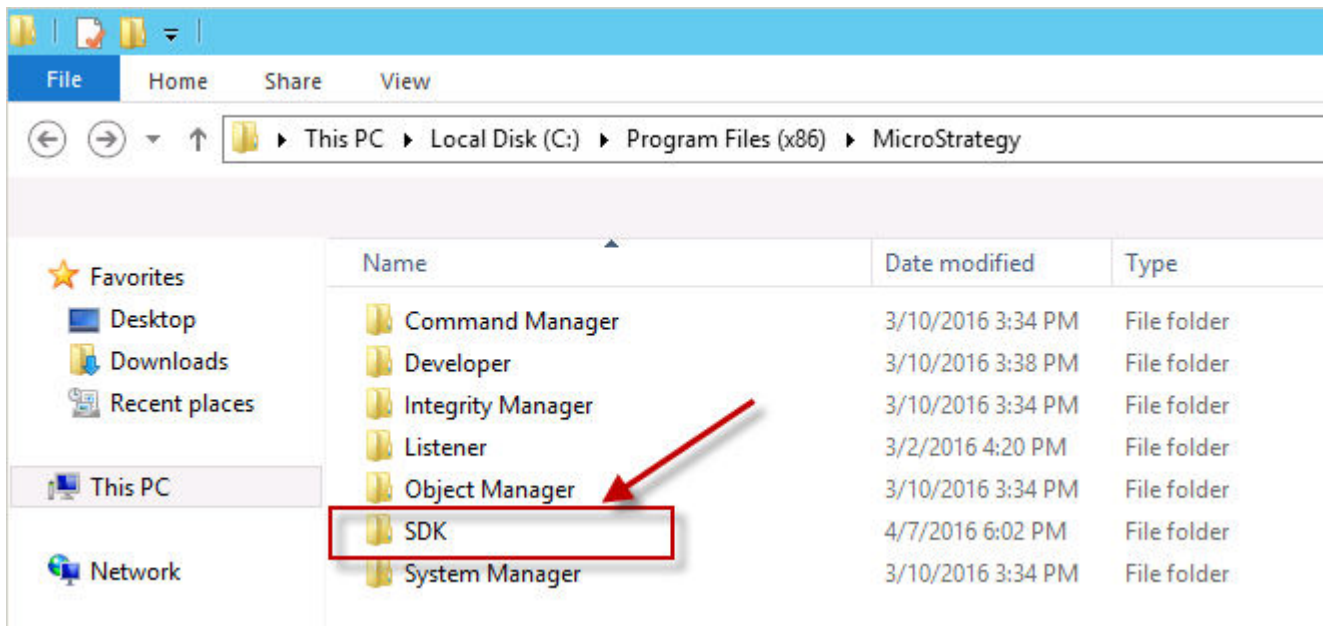 File Home Share View
This PC Local Disk (C:) Program Files (x86) MicroStrategy
Name Date modified Type
Favorites
Desktop
Downloads
Recent places
This PC
Network
Command Manager 3/10/2016 3:34 PM File folder
Developer 3/10/2016 3:38 PM File folder
Integrity Manager 3/10/2016 3:34 PM File folder
Listener 3/2/2016 4:20 PM File folder
Object Manager 3/10/2016 3:34 PM File folder
SDK 4/7/2016 6:02 PM File folder
System Manager 3/10/2016 3:34 PM File folder